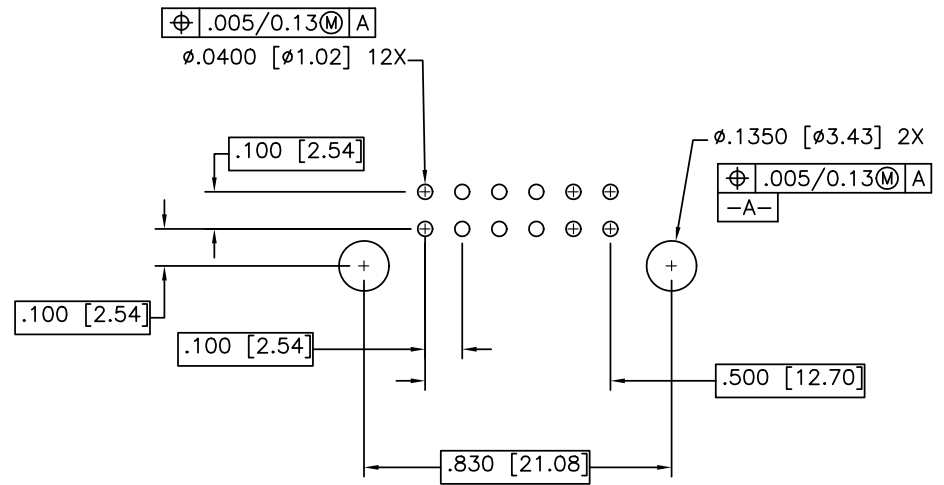 ⌖ .005/0.13Ⓜ A
ø.0400 [ø1.02] 12X
.100 [2.54]
ø.1350 [ø3.43] 2X
⌖ .005/0.13Ⓜ A
-A-
.100 [2.54]
.100 [2.54]
.500 [12.70]
.830 [21.08]